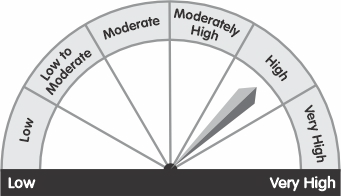 Low
Low to
Moderate
Moderate
Moderately
High
High
Very High
Low
Very High